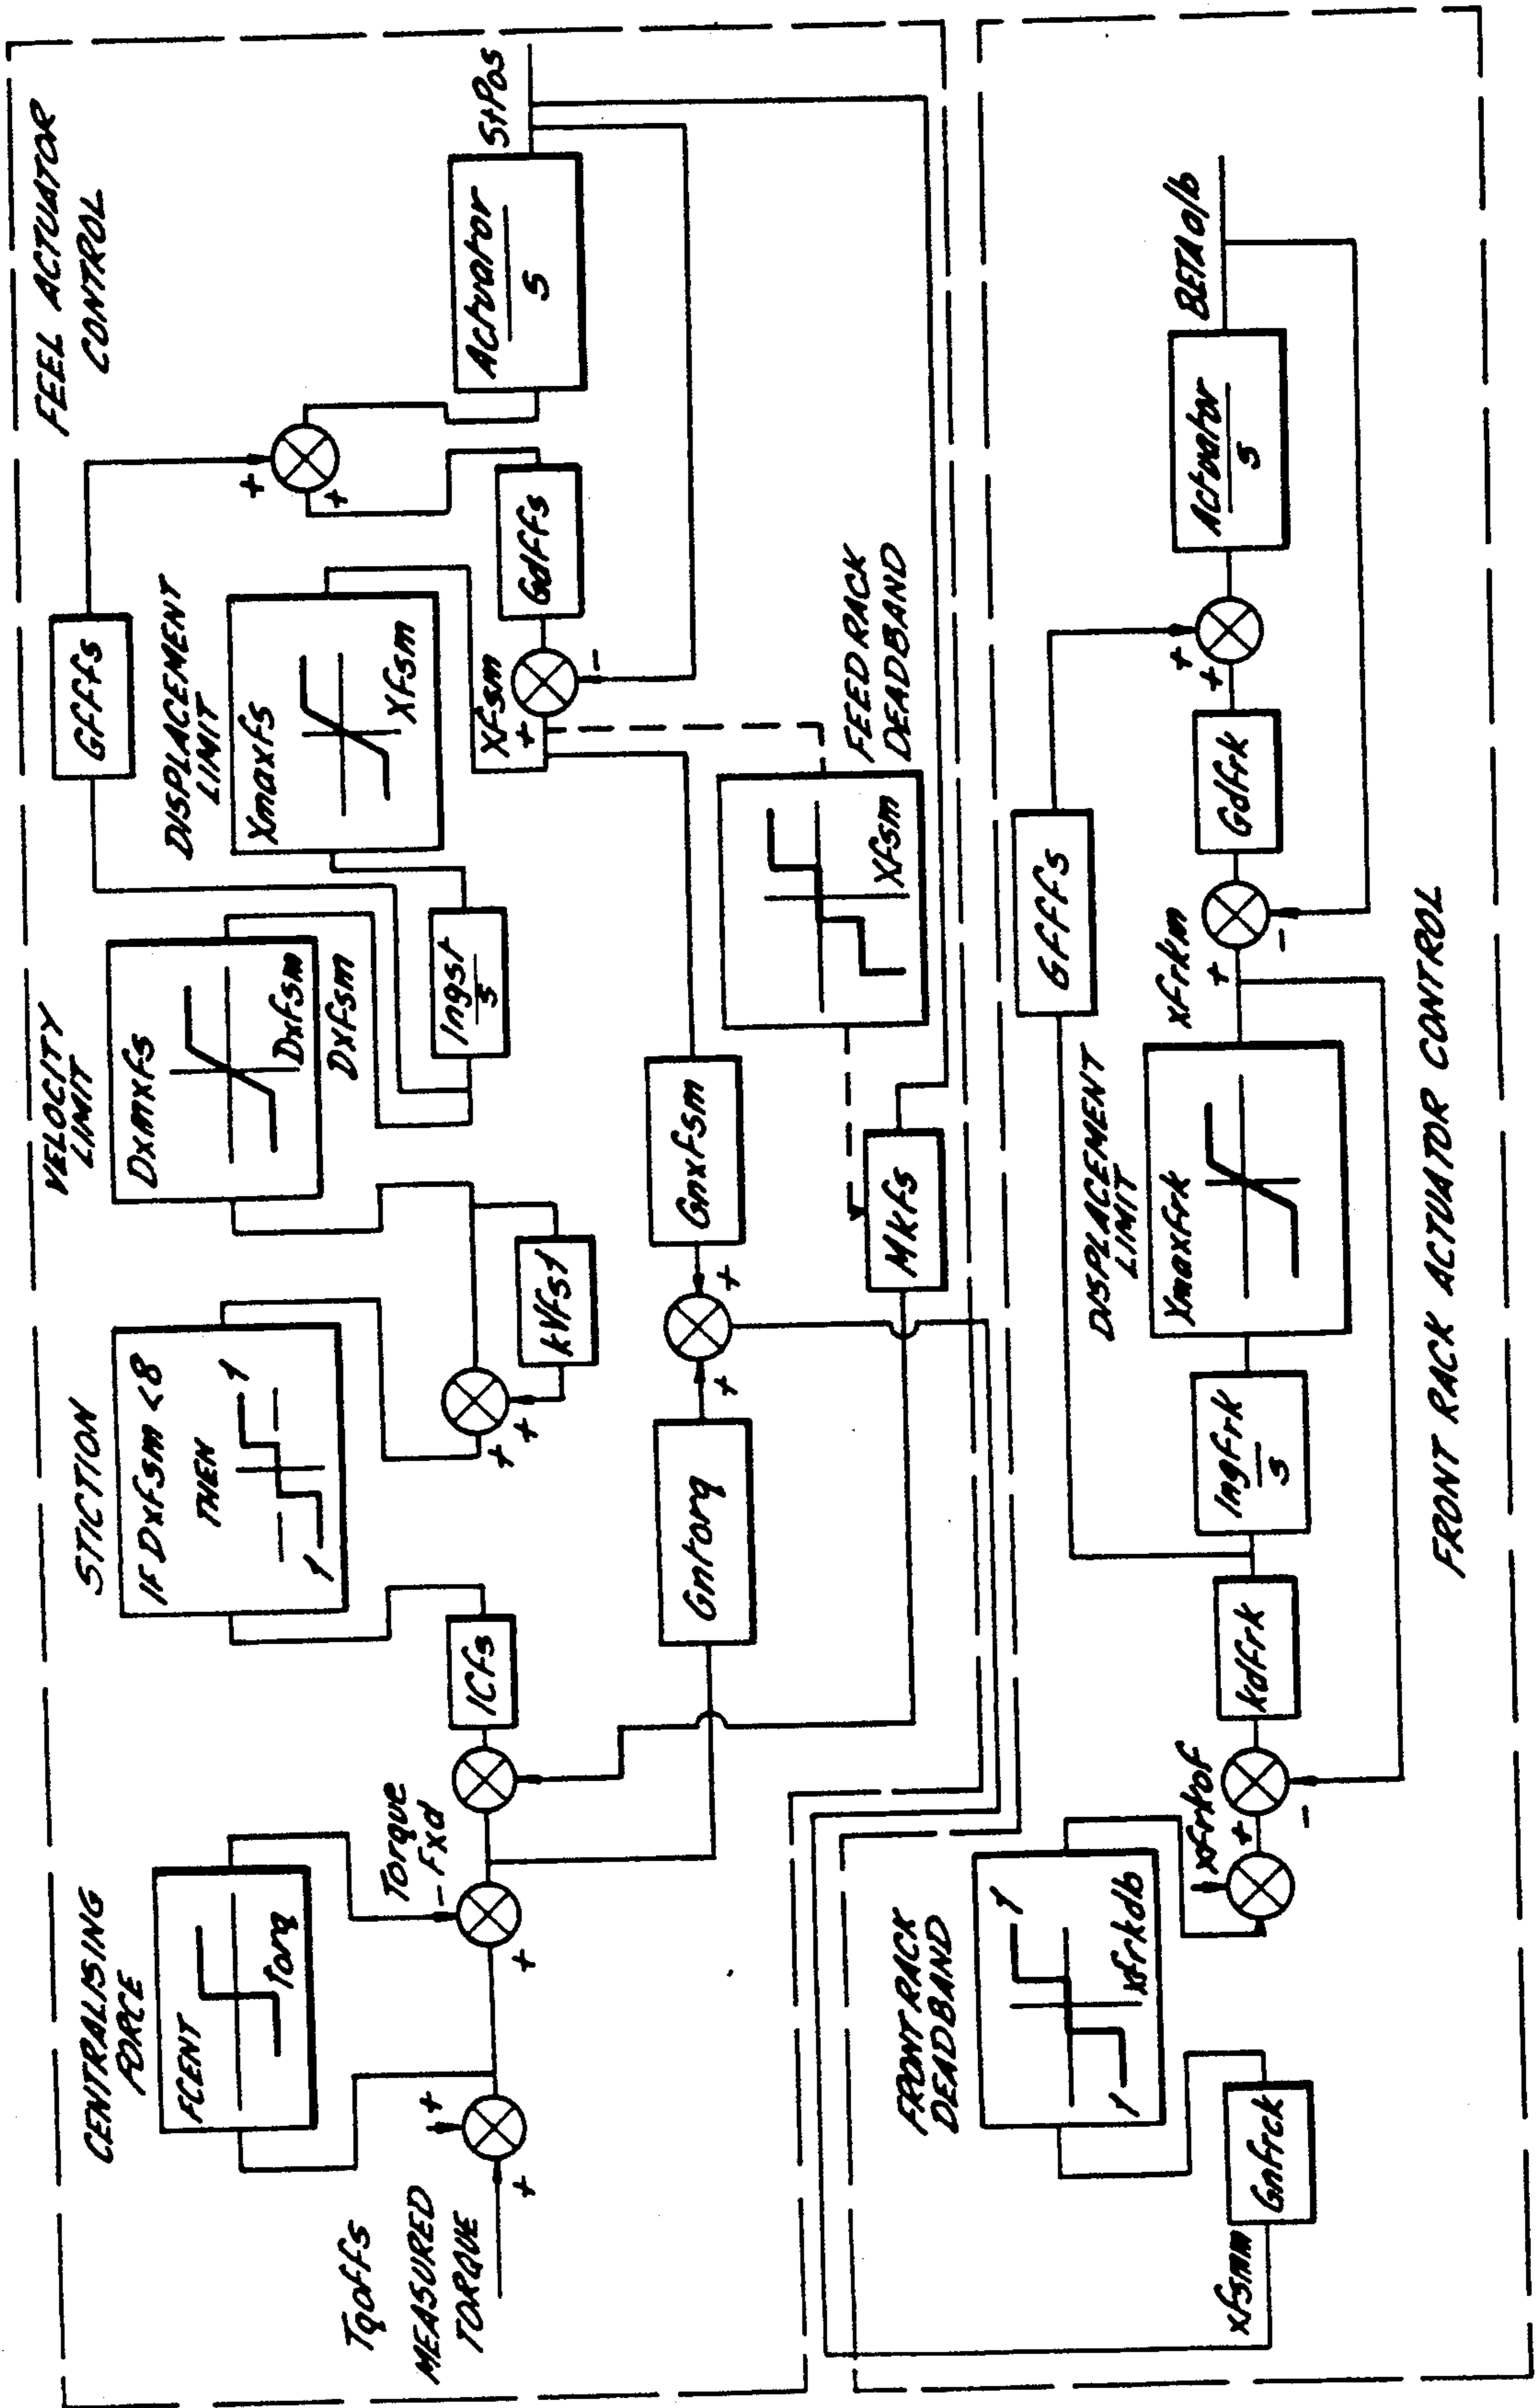 FEEL ACTUATOR
CONTROL
CENTRALISING
FORCE
FCENT
Torq
Tqoffs
MEASURED
TORQUE
+
+
+
-
Torque
Fxd
ICfs
STICTION
IF DxFsm <8
THEN
1
1
+
+
KVfst
VELOCITY
LIMIT
Dxmxfs
Dxfsm
Dxfsm
Ingst
s
GFFfs
DISPLACEMENT
LIMIT
Xmaxfs
Xfsm
Xfsm
+
-
Gdffs
+
+
Actuator
s
StPos
Gntorq
+
+
Gnxfsm
Mkfs
FEED RACK
DEADBAND
Xfsm
FRONT RACK
DEADBAND
1
1
xfrkdb
xfsmm
Gnfrck
xfrkof
+
-
Kdfrk
Ingfrk
s
DISPLACEMENT
LIMIT
Xmaxfrk
xfrkm
+
-
GFFfs
Gdfrk
+
+
Actuator
s
BETA a/b
FRONT RACK ACTUATOR CONTROL